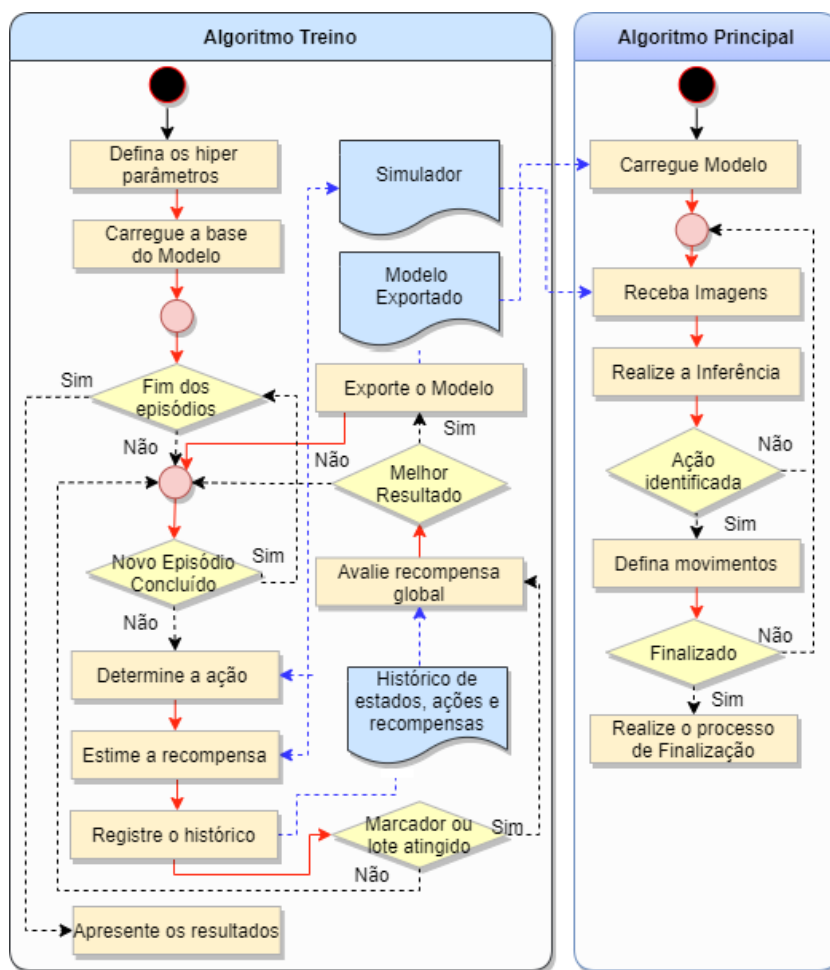 Algoritmo Treino
Defina os hiper
parâmetros
Carregue a base
do Modelo
Sim
Fim dos
episódios
Não
Novo Episódio
Concluído
Sim
Não
Determine a ação
Estime a recompensa
Registre o histórico
Apresente os resultados
Simulador
Modelo
Exportado
Exporte o Modelo
Sim
Não
Melhor
Resultado
Avalie recompensa
global
Histórico de
estados, ações e
recompensas
Marcador ou
lote atingido
Sim
Não
Algoritmo Principal
Carregue Modelo
Receba Imagens
Realize a Inferência
Ação
identificada
Não
Sim
Defina movimentos
Finalizado
Não
Sim
Realize o processo
de Finalização